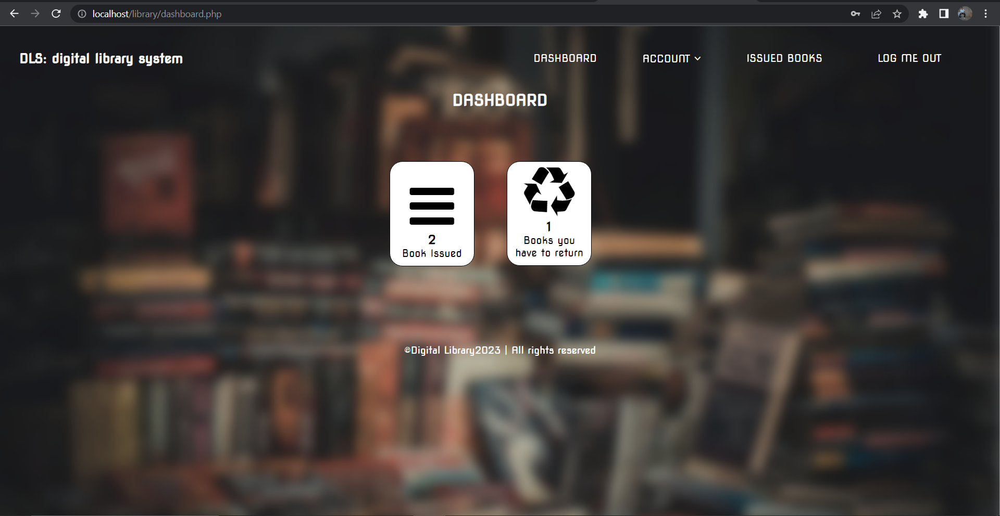 localhost/library/dashboard.php
DLS: digital library system
DASHBOARD
ACCOUNT
ISSUED BOOKS
LOG ME OUT
DASHBOARD
2
Book Issued
1
Books you
have to return
©Digital Library2023 | All rights reserved